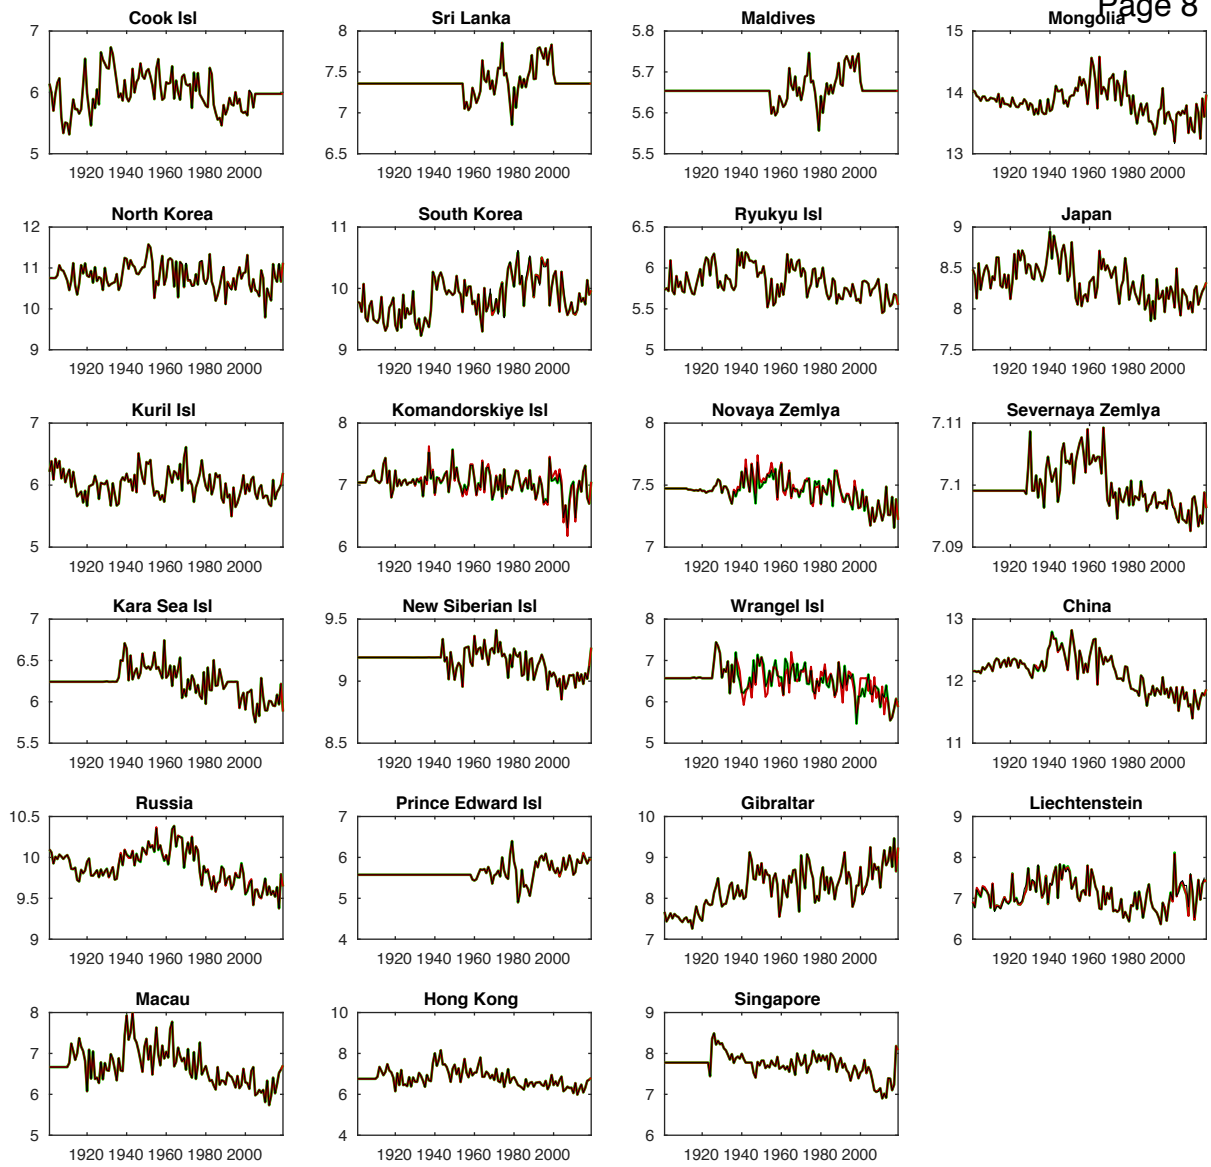 Page 8
Cook Isl
Sri Lanka
Maldives
Mongolia
7
6
5
8
7.5
7
6.5
5.8
5.7
5.6
5.5
15
14
13
1920 1940 1960 1980 2000
1920 1940 1960 1980 2000
1920 1940 1960 1980 2000
1920 1940 1960 1980 2000
North Korea
South Korea
Ryukyu Isl
Japan
12
11
10
9
11
10
9
6.5
6
5.5
5
9
8.5
8
7.5
1920 1940 1960 1980 2000
1920 1940 1960 1980 2000
1920 1940 1960 1980 2000
1920 1940 1960 1980 2000
Kuril Isl
Komandorskiye Isl
Novaya Zemlya
Severnaya Zemlya
7
6
5
8
7
6
8
7.5
7
7.11
7.1
7.09
1920 1940 1960 1980 2000
1920 1940 1960 1980 2000
1920 1940 1960 1980 2000
1920 1940 1960 1980 2000
Kara Sea Isl
New Siberian Isl
Wrangel Isl
China
7
6.5
6
5.5
9.5
9
8.5
8
7
6
5
13
12
11
1920 1940 1960 1980 2000
1920 1940 1960 1980 2000
1920 1940 1960 1980 2000
1920 1940 1960 1980 2000
Russia
Prince Edward Isl
Gibraltar
Liechtenstein
10.5
10
9.5
9
7
6
5
4
10
9
8
7
9
8
7
6
1920 1940 1960 1980 2000
1920 1940 1960 1980 2000
1920 1940 1960 1980 2000
1920 1940 1960 1980 2000
Macau
Hong Kong
Singapore
8
7
6
5
10
8
6
4
9
8
7
6
1920 1940 1960 1980 2000
1920 1940 1960 1980 2000
1920 1940 1960 1980 2000